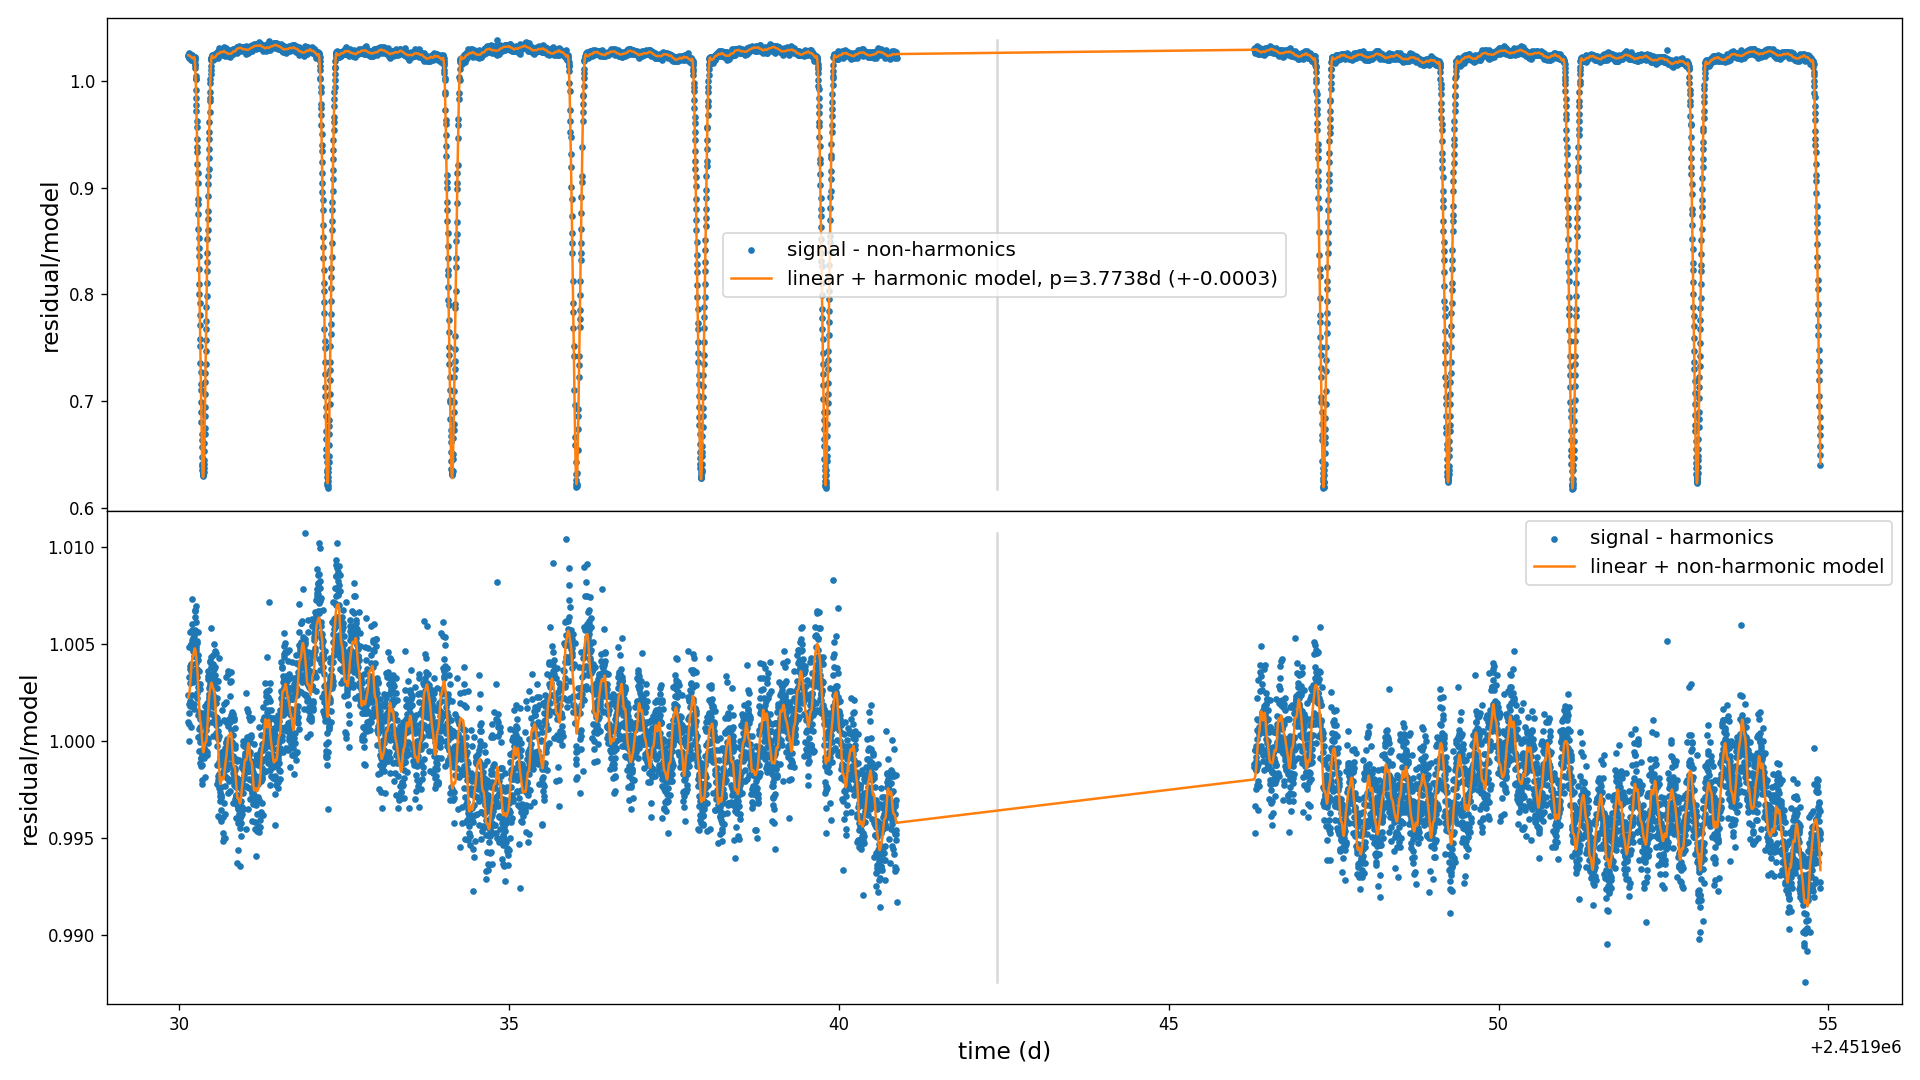 1.0
0.9
0.8
0.7
0.6
residual/model
signal - non-harmonics
linear + harmonic model, p=3.7738d (+-0.0003)
1.010
1.005
1.000
0.995
0.990
residual/model
signal - harmonics
linear + non-harmonic model
30 35 40 45 50 55
time (d)
+2.4519e6